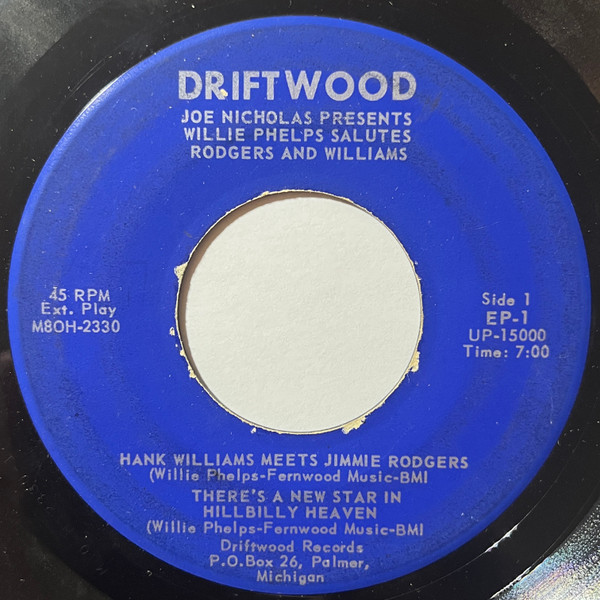 DRIFTWOOD
JOE NICHOLAS PRESENTS
WILLIE PHELPS SALUTES
RODGERS AND WILLIAMS
45 RPM
Ext. Play
M8OH-2330
Side 1
EP-1
UP-15000
Time: 7:00
HANK WILLIAMS MEETS JIMMIE RODGERS
(Willie Phelps-Fernwood Music-BMI
THERE'S A NEW STAR IN
HILLBILLY HEAVEN
(Willie Phelps-Fernwood Music-BMI
Driftwood Records
P.O.Box 26, Palmer,
Michigan